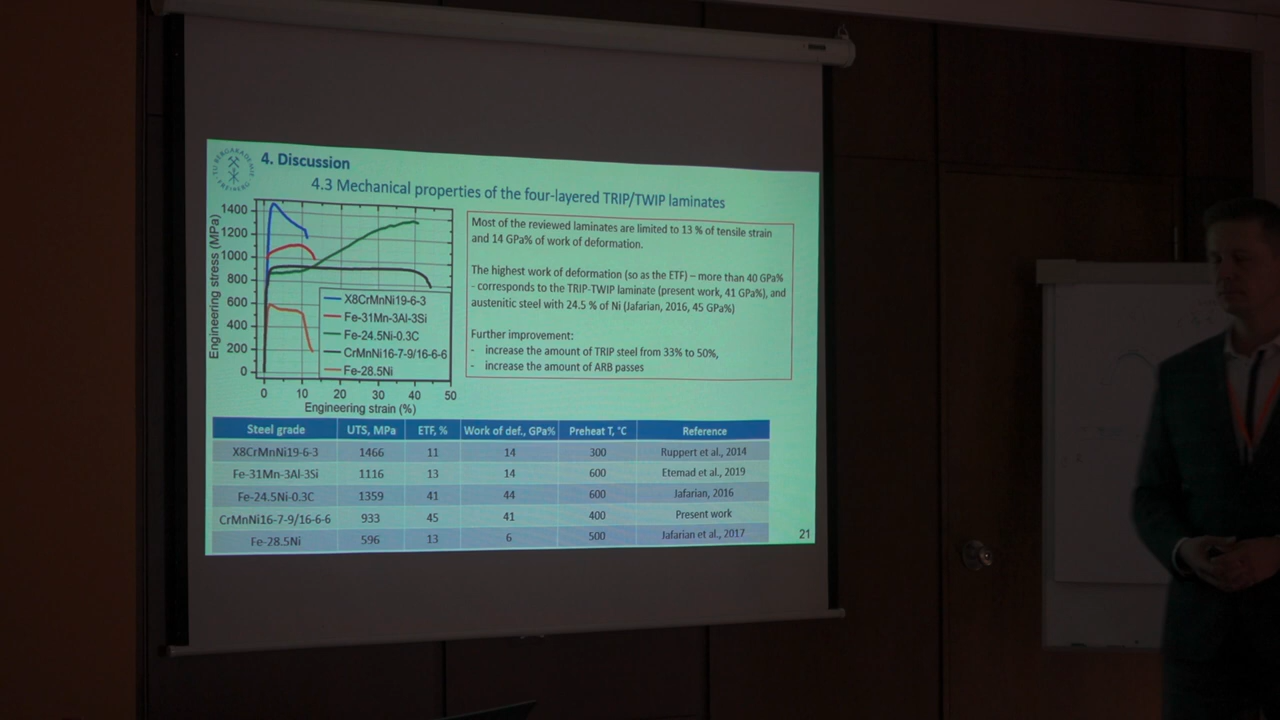 TU BERGAKADEMIE
FREIBERG
4. Discussion
4.3 Mechanical properties of the four-layered TRIP/TWIP laminates
Engineering stress (MPa)
1400
1200
1000
800
600
400
200
0
0 10 20 30 40 50
Engineering strain (%)
X8CrMnNi19-6-3
Fe-31Mn-3Al-3Si
Fe-24.5Ni-0.3C
CrMnNi16-7-9/16-6-6
Fe-28.5Ni
Most of the reviewed laminates are limited to 13 % of tensile strain
and 14 GPa% of work of deformation.
The highest work of deformation (so as the ETF) – more than 40 GPa%
- corresponds to the TRIP-TWIP laminate (present work, 41 GPa%), and
austenitic steel with 24.5 % of Ni (Jafarian, 2016, 45 GPa%)
Further improvement:
- increase the amount of TRIP steel from 33% to 50%,
- increase the amount of ARB passes
Steel grade UTS, MPa ETF, % Work of def., GPa% Preheat T, °C Reference
X8CrMnNi19-6-3 1466 11 14 300 Ruppert et al., 2014
Fe-31Mn-3Al-3Si 1116 13 14 600 Etemad et al., 2019
Fe-24.5Ni-0.3C 1359 41 44 600 Jafarian, 2016
CrMnNi16-7-9/16-6-6 933 45 41 400 Present work
Fe-28.5Ni 596 13 6 500 Jafarian et al., 2017
21